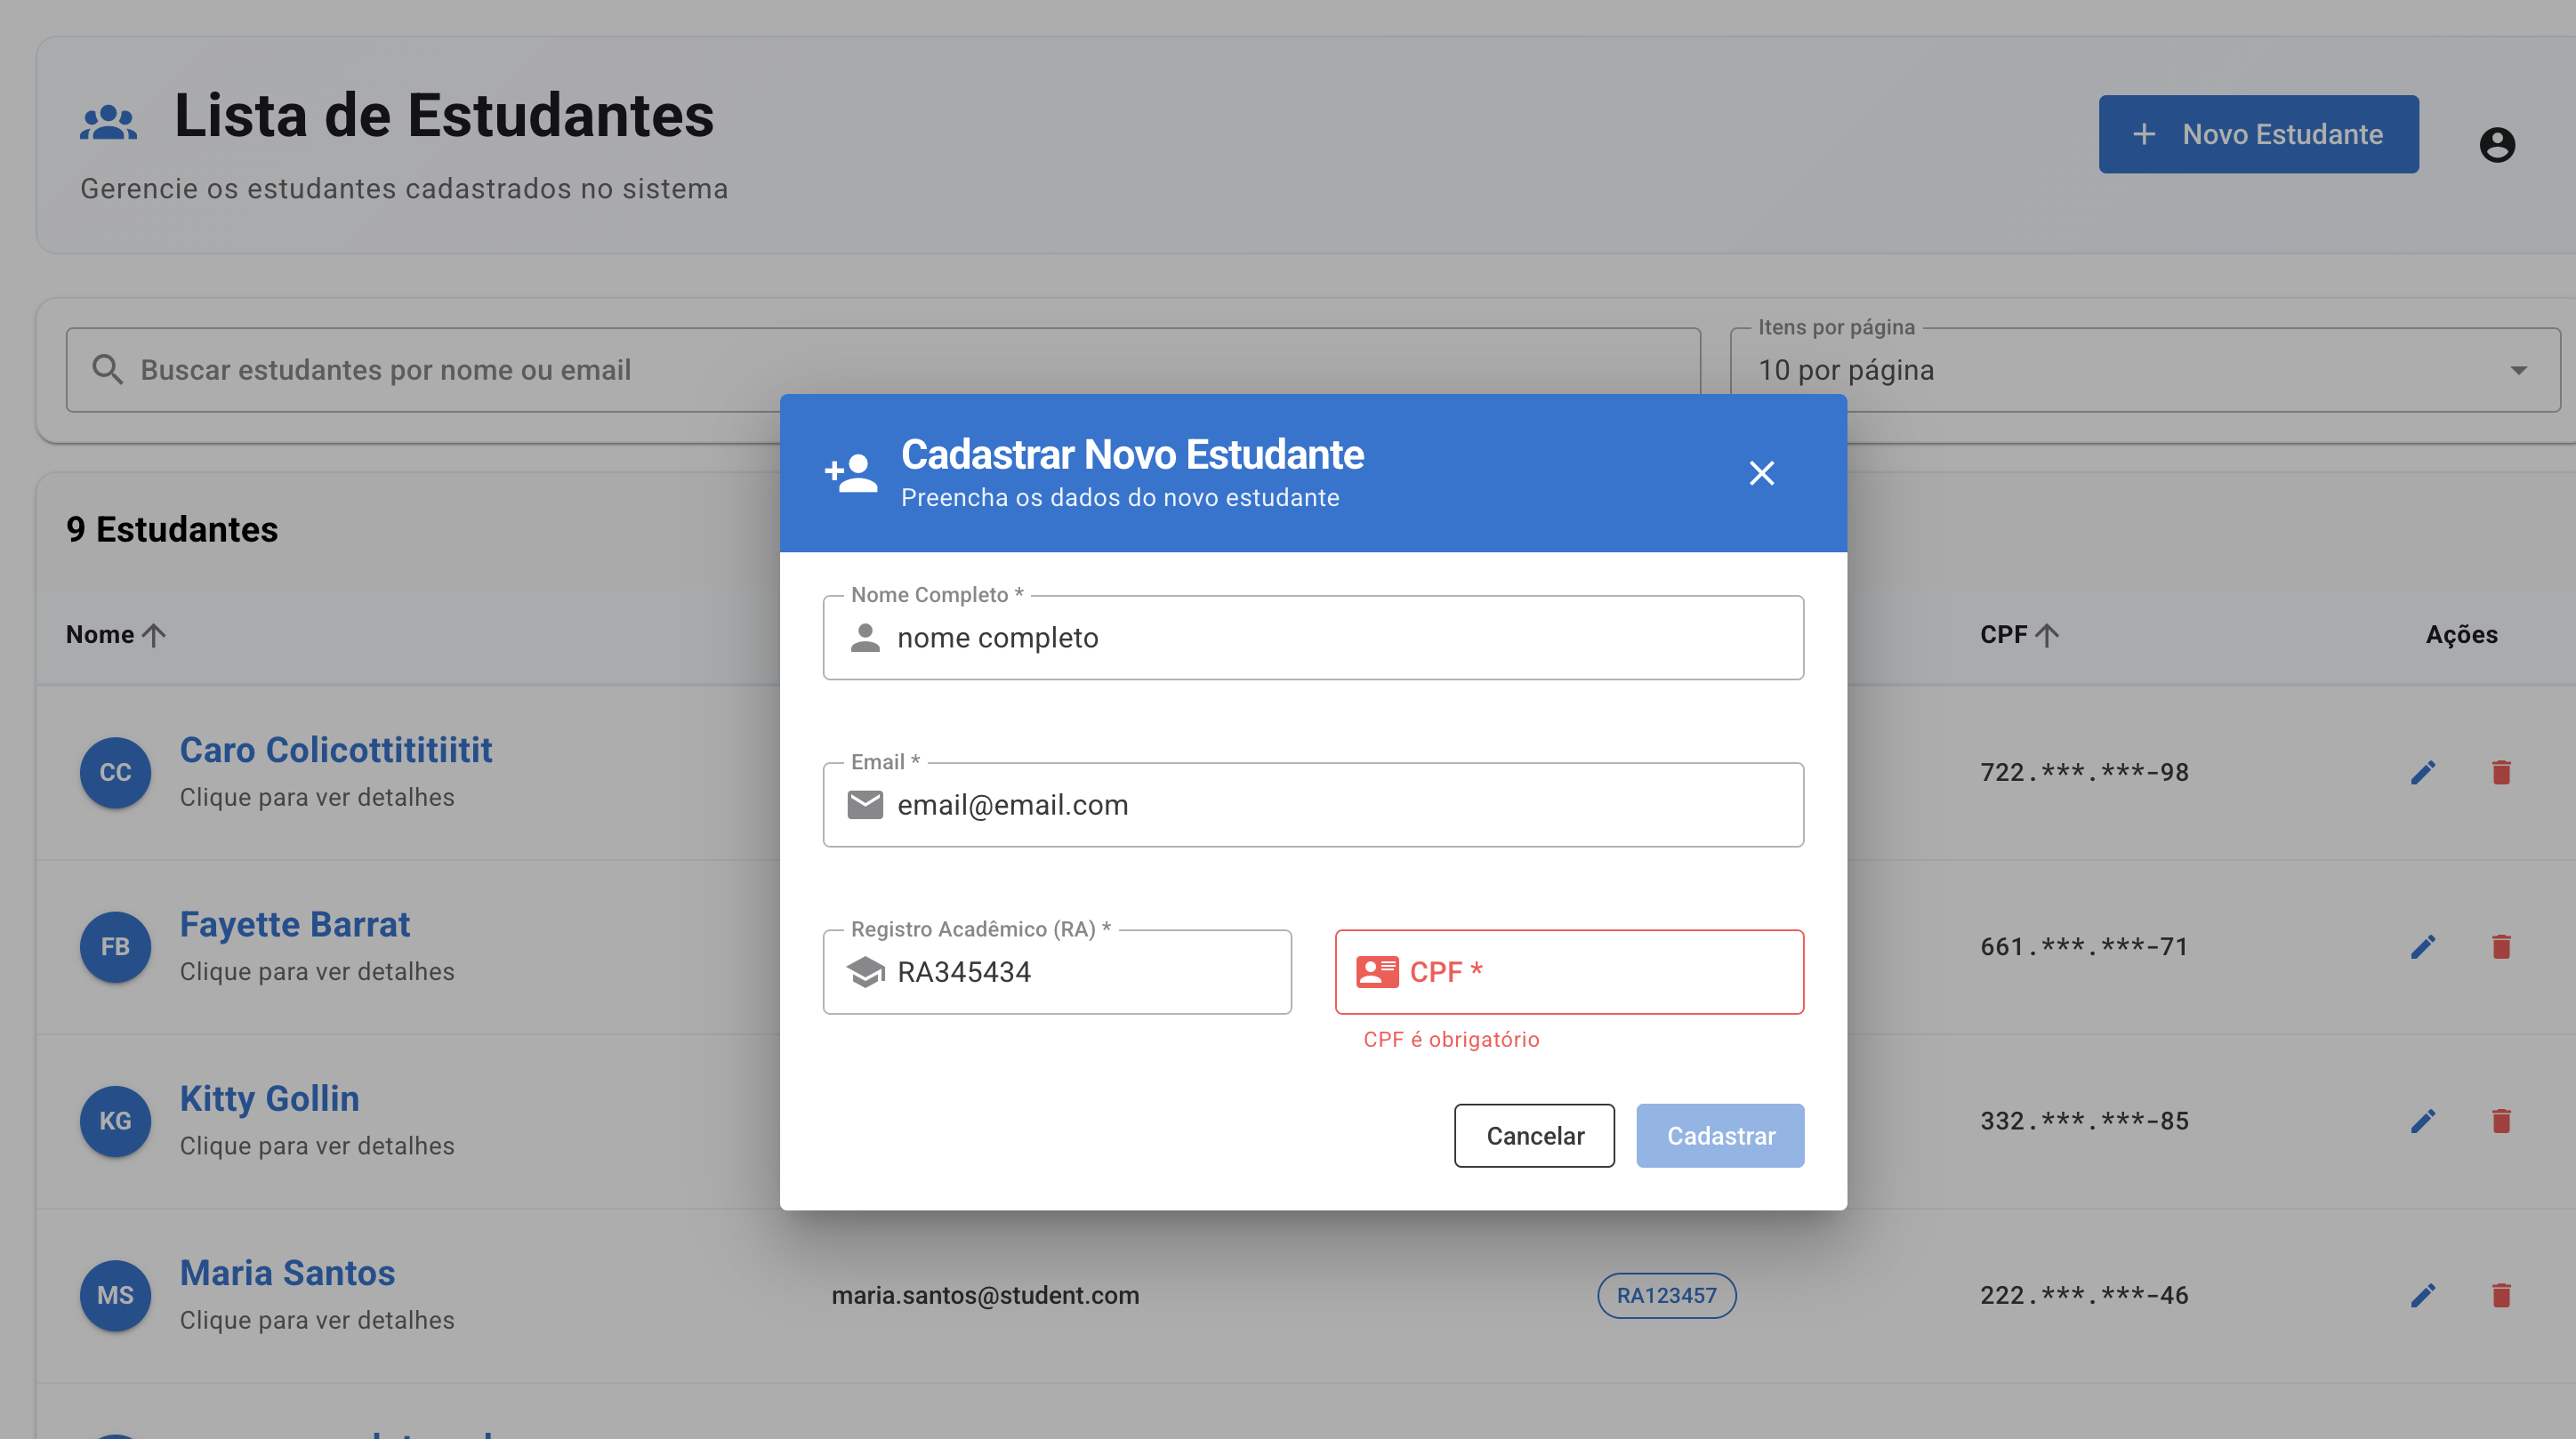 Lista de Estudantes
Gerencie os estudantes cadastrados no sistema
+ Novo Estudante
Buscar estudantes por nome ou email
Itens por página
10 por página
Cadastrar Novo Estudante
Preencha os dados do novo estudante
Nome Completo *
nome completo
Email *
email@email.com
Registro Acadêmico (RA) *
RA345434
CPF *
CPF é obrigatório
Cancelar
Cadastrar
9 Estudantes
Nome
CPF
Ações
CC
Caro Colicottititiitit
Clique para ver detalhes
722.***.***-98
FB
Fayette Barrat
Clique para ver detalhes
661.***.***-71
KG
Kitty Gollin
Clique para ver detalhes
332.***.***-85
MS
Maria Santos
Clique para ver detalhes
maria.santos@student.com
RA123457
222.***.***-46